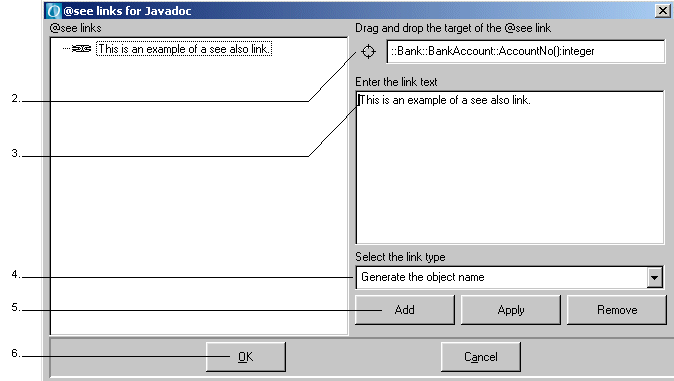 @see links for Javadoc
@see links
This is an example of a see also link.
Drag and drop the target of the @see link
::Bank::BankAccount::AccountNo():integer
Enter the link text
This is an example of a see also link.
Select the link type
Generate the object name
Add Apply Remove
OK Cancel
2.
3.
4.
5.
6.